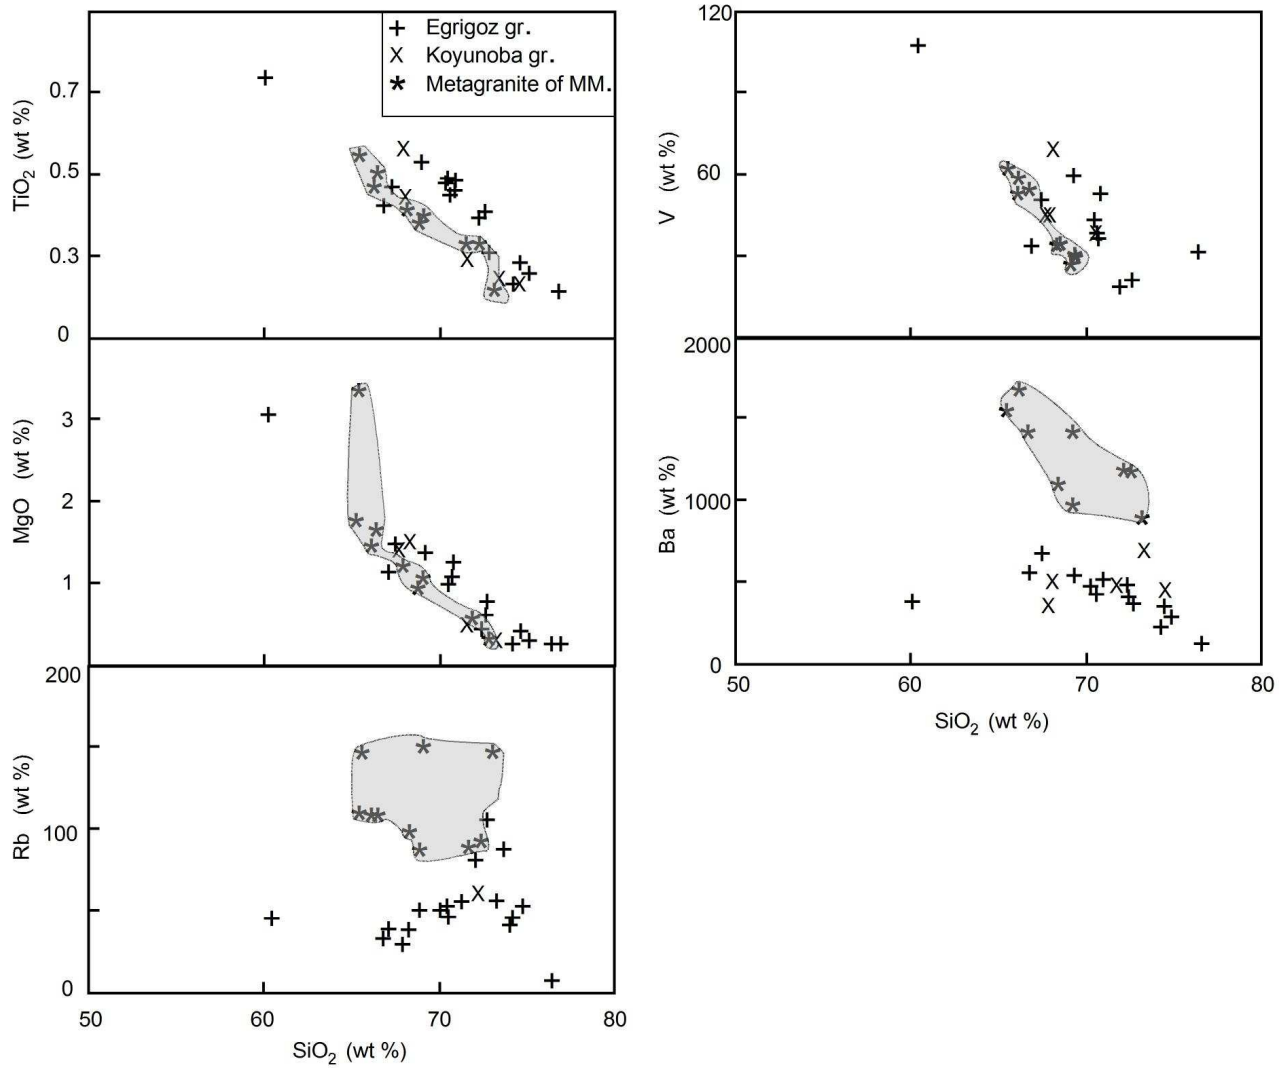 + Egrigoz gr.
X Koyunoba gr.
* Metagranite of MM.
TiO2 (wt %)
0.7
0.5
0.3
0
MgO (wt %)
3
2
1
Rb (wt %)
200
100
0
50 60 70 80
SiO2 (wt %)
V (wt %)
120
60
Ba (wt %)
2000
1000
0
50 60 70 80
SiO2 (wt %)